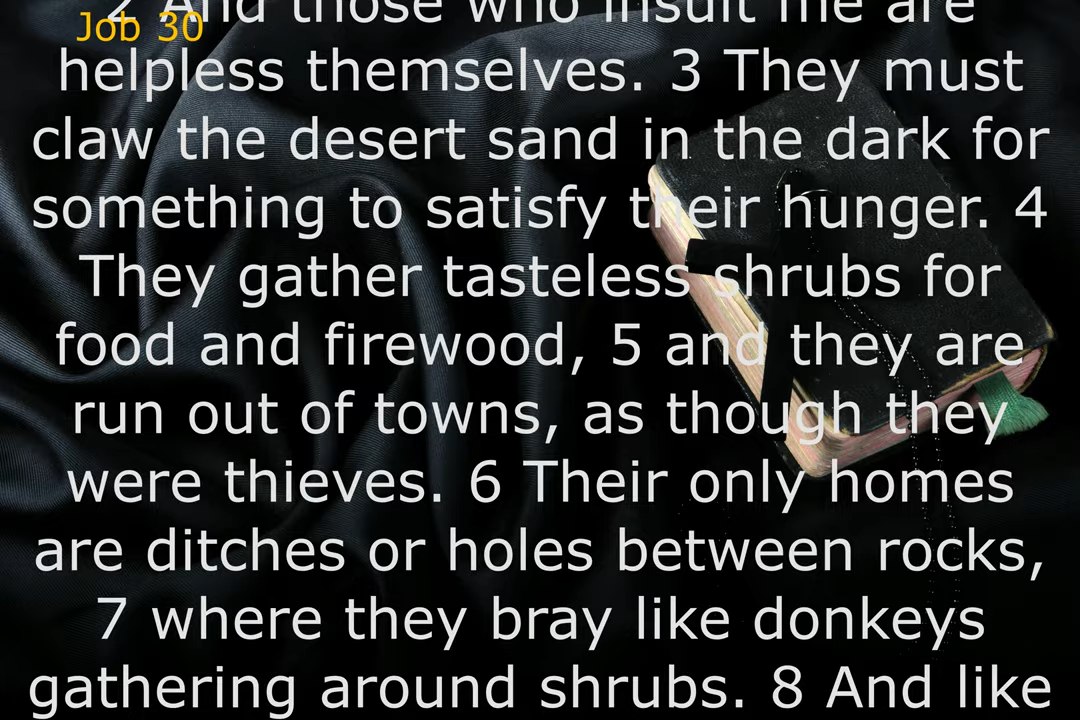 2 And those who insult me are
Job 30
helpless themselves. 3 They must
claw the desert sand in the dark for
something to satisfy their hunger. 4
They gather tasteless shrubs for
food and firewood, 5 and they are
run out of towns, as though they
were thieves. 6 Their only homes
are ditches or holes between rocks,
7 where they bray like donkeys
gathering around shrubs. 8 And like